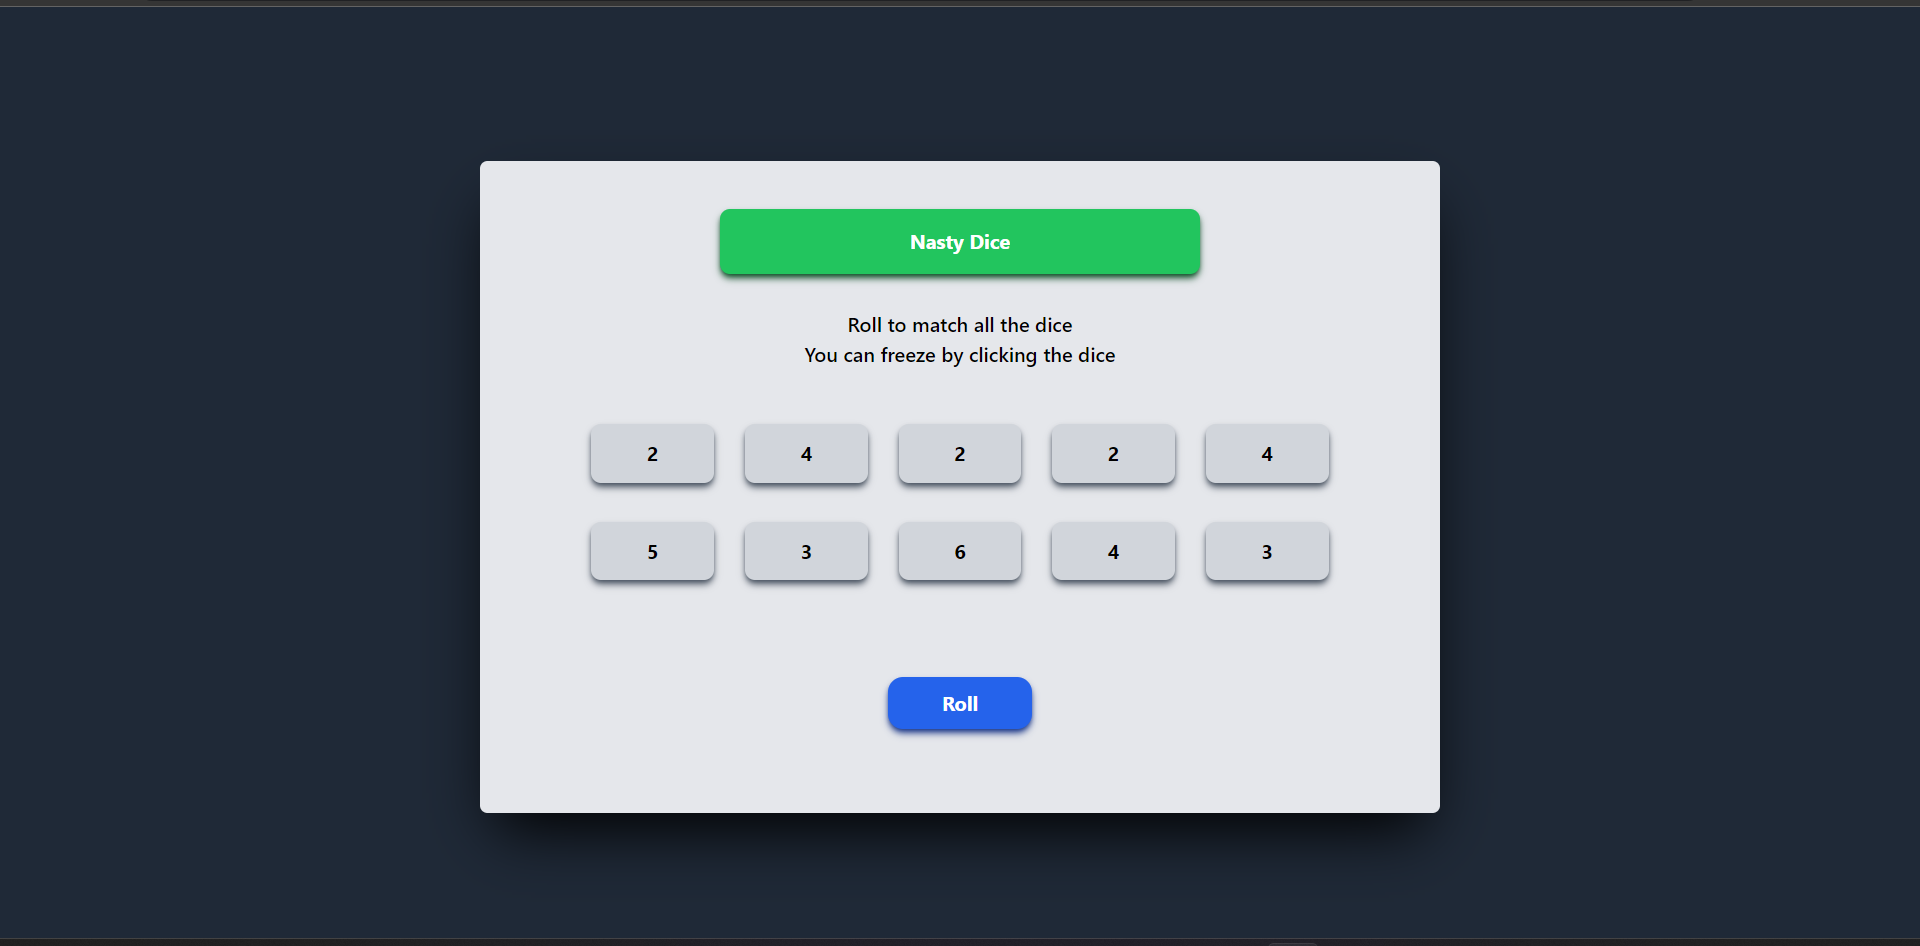 Nasty Dice
Roll to match all the dice
You can freeze by clicking the dice
2 4 2 2 4
5 3 6 4 3
Roll